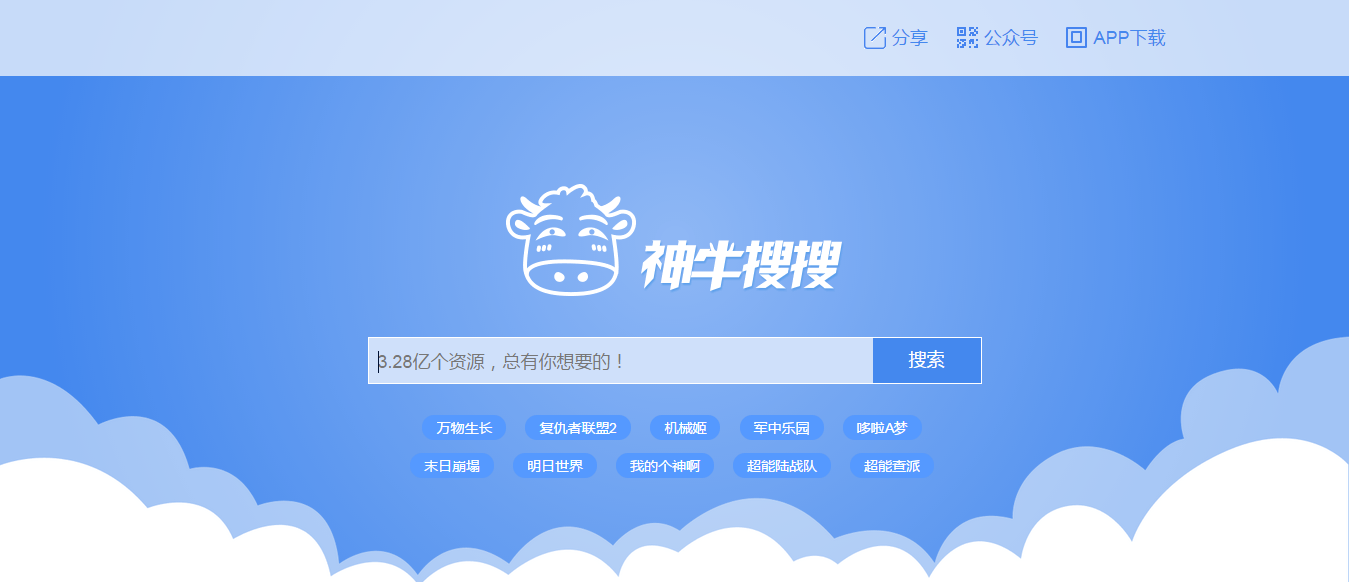 分享 公众号 APP下载
神牛搜搜
3.28亿个资源，总有你想要的！ 搜索
万物生长 复仇者联盟2 机械姬 军中乐园 哆啦A梦
末日崩塌 明日世界 我的个神啊 超能陆战队 超能查派